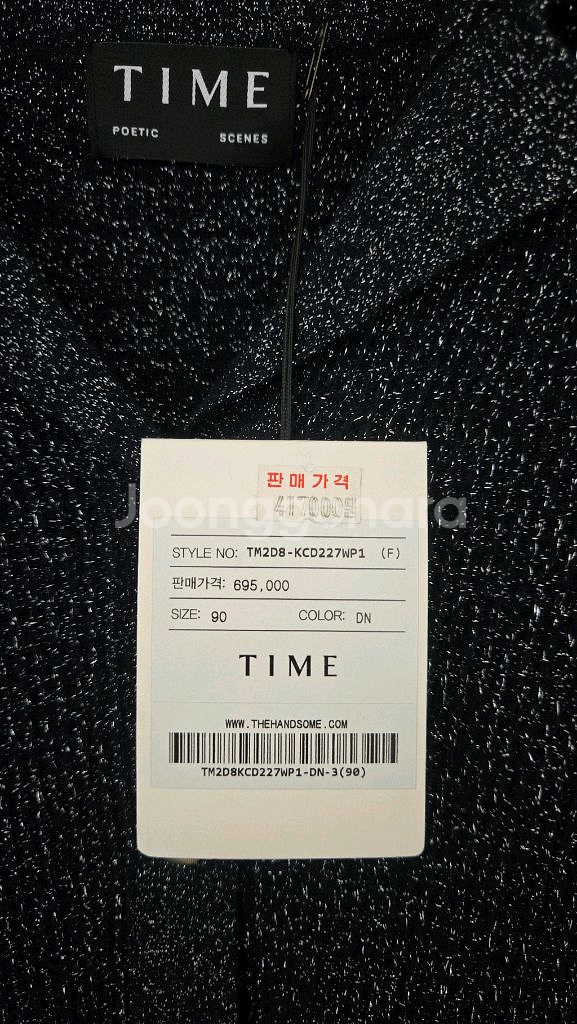 TIME
POETIC SCENES
판매가격
417000원
Joonggonara
STYLE NO: TM2D8-KCD227WP1 (F)
판매가격: 695,000
SIZE: 90 COLOR: DN
TIME
WWW.THEHANDSOME.COM
TM2D8KCD227WP1-DN-3(90)